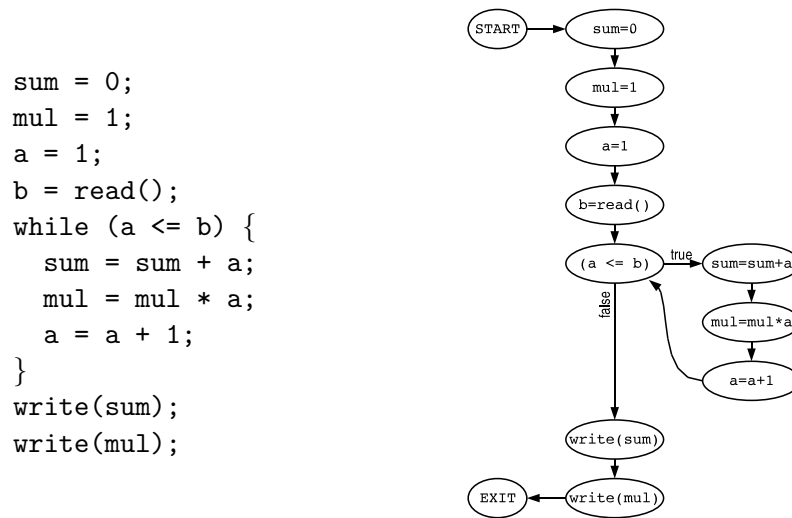 sum = 0;
mul = 1;
a = 1;
b = read();
while (a <= b) {
  sum = sum + a;
  mul = mul * a;
  a = a + 1;
}
write(sum);
write(mul);
START
sum=0
mul=1
a=1
b=read()
(a <= b)
true
sum=sum+a
false
mul=mul*a
a=a+1
write(sum)
EXIT
write(mul)